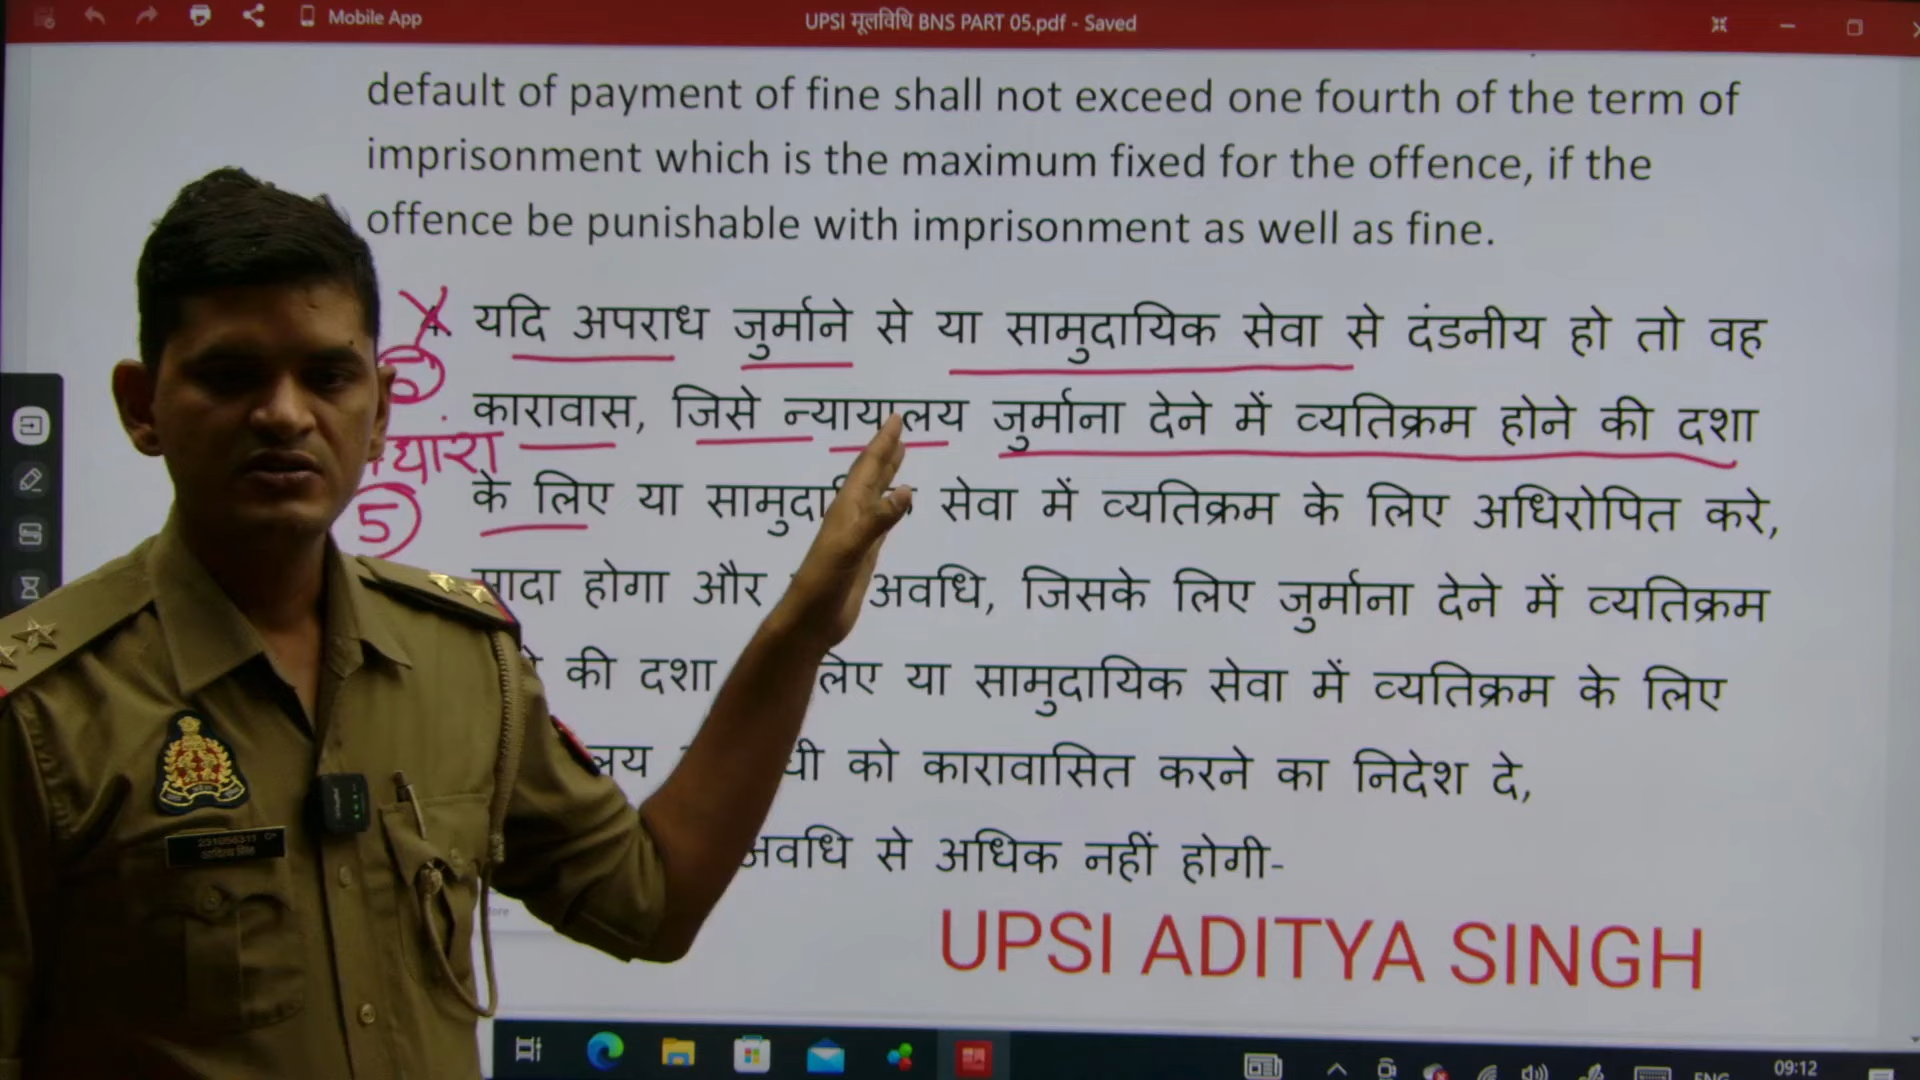 Mobile App
UPSI मूलविधि BNS PART 05.pdf - Saved
default of payment of fine shall not exceed one fourth of the term of
imprisonment which is the maximum fixed for the offence, if the
offence be punishable with imprisonment as well as fine.
यदि अपराध जुर्माने से या सामुदायिक सेवा से दंडनीय हो तो वह
कारावास, जिसे न्यायालय जुर्माना देने में व्यतिक्रम होने की दशा
के लिए या सेवा में व्यतिक्रम के लिए अधिरोपित करे,
5
होगा और अवधि, जिसके लिए जुर्माना देने में व्यतिक्रम
की दशा या सामुदायिक सेवा में व्यतिक्रम के लिए
को कारावासित करने का निदेश दे,
अवधि से अधिक नहीं होगी-
UPSI ADITYA SINGH
09:12